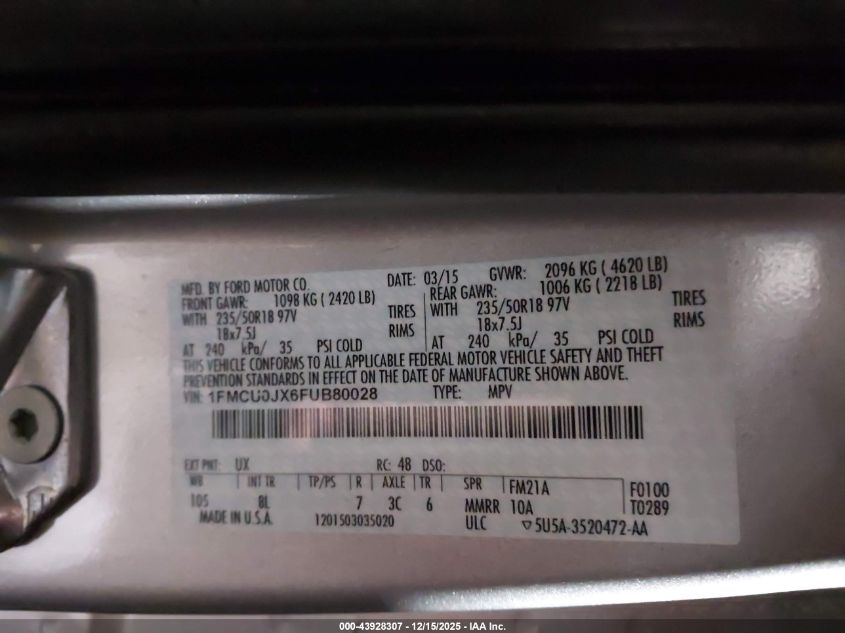 MFD. BY FORD MOTOR CO. DATE: 03/15 GVWR: 2096 KG ( 4620 LB)
FRONT GAWR: 1098 KG ( 2420 LB) REAR GAWR: 1006 KG ( 2218 LB)
WITH 235/50R18 97V TIRES WITH 235/50R18 97V TIRES
18x7.5J RIMS 18x7.5J RIMS
AT 240 kPa/ 35 PSI COLD AT 240 kPa/ 35 PSI COLD
THIS VEHICLE CONFORMS TO ALL APPLICABLE FEDERAL MOTOR VEHICLE SAFETY AND THEFT
PREVENTION STANDARDS IN EFFECT ON THE DATE OF MANUFACTURE SHOWN ABOVE.
VIN: 1FMCU0JX6FUB80028 TYPE: MPV
EXT PNT: UX RC: 48 DSO:
WB INT TR TP/PS R AXLE TR SPR FM21A F0100
105 8L 7 3C 6 MMRR 10A T0289
MADE IN U.S.A. 1201503035020 ULC 5U5A-3520472-AA
000-43928307 - 12/15/2025 - IAA Inc.